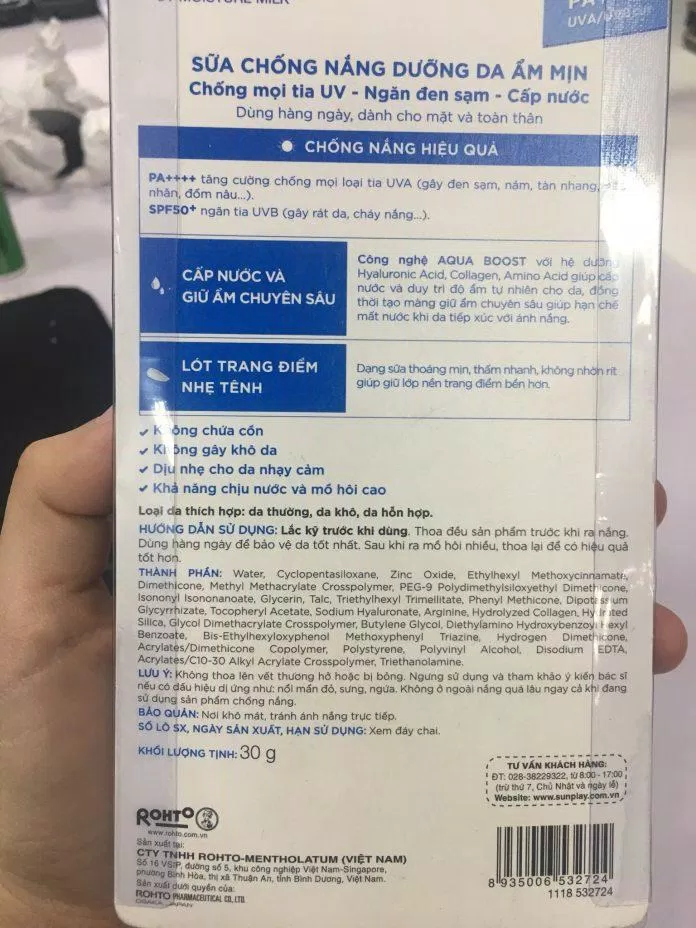 MOISTURE MILK
PA
UVA/
SỮA CHỐNG NẮNG DƯỠNG DA ẨM MỊN
Chống mọi tia UV - Ngăn đen sạm - Cấp nước
Dùng hàng ngày, dành cho mặt và toàn thân
CHỐNG NẮNG HIỆU QUẢ
PA++++ tăng cường chống mọi loại tia UVA (gây đen sạm, nám, tàn nhang,
nhăn, đốm nâu...).
SPF50+ ngăn tia UVB (gây rát da, cháy nắng...).
CẤP NƯỚC VÀ
GIỮ ẨM CHUYÊN SÂU
Công nghệ AQUA BOOST với hệ dưỡng
Hyaluronic Acid, Collagen, Amino Acid giúp cấp
nước và duy trì độ ẩm tự nhiên cho da, đồng
thời tạo màng giữ ẩm chuyên sâu giúp hạn chế
mất nước khi da tiếp xúc với ánh nắng.
LÓT TRANG ĐIỂM
NHẸ TÊNH
Dạng sữa thoáng mịn, thấm nhanh, không nhờn rít
giúp giữ lớp nền trang điểm bền hơn.
Không chứa cồn
Không gây khô da
Dịu nhẹ cho da nhạy cảm
Khả năng chịu nước và mồ hôi cao
Loại da thích hợp: da thường, da khô, da hỗn hợp.
HƯỚNG DẪN SỬ DỤNG: Lắc kỹ trước khi dùng. Thoa đều sản phẩm trước khi ra nắng.
Dùng hàng ngày để bảo vệ da tốt nhất. Sau khi ra mồ hôi nhiều, thoa lại để có hiệu quả
tốt hơn.
THÀNH PHẦN: Water, Cyclopentasiloxane, Zinc Oxide, Ethylhexyl Methoxycinnamate,
Dimethicone, Methyl Methacrylate Crosspolymer, PEG-9 Polydimethylsiloxyethyl Dimethicone,
Isononyl Isononanoate, Glycerin, Talc, Triethylhexyl Trimellitate, Phenyl Methicone, Dipotassium
Glycyrrhizate, Tocopheryl Acetate, Sodium Hyaluronate, Arginine, Hydrolyzed Collagen, Hydrated
Silica, Glycol Dimethacrylate Crosspolymer, Butylene Glycol, Diethylamino Hydroxybenzoyl Hexyl
Benzoate, Bis-Ethylhexyloxyphenol Methoxyphenyl Triazine, Hydrogen Dimethicone,
Acrylates/Dimethicone Copolymer, Polystyrene, Polyvinyl Alcohol, Disodium EDTA,
Acrylates/C10-30 Alkyl Acrylate Crosspolymer, Triethanolamine.
LƯU Ý: Không thoa lên vết thương hở hoặc bị bỏng. Ngưng sử dụng và tham khảo ý kiến bác sĩ
nếu có dấu hiệu dị ứng như: nổi mẩn đỏ, sưng, ngứa. Không ở ngoài nắng quá lâu ngay cả khi đang
sử dụng sản phẩm chống nắng.
BẢO QUẢN: Nơi khô mát, tránh ánh nắng trực tiếp.
SỐ LÔ SX, NGÀY SẢN XUẤT, HẠN SỬ DỤNG: Xem đáy chai.
KHỐI LƯỢNG TỊNH: 30 g
TƯ VẤN KHÁCH HÀNG:
ĐT: 028-38229322, từ 8:00 - 17:00
(trừ thứ 7, Chủ Nhật và ngày lễ)
Website: www.sunplay.com.vn
ROHTO
www.rohto.com.vn
Sản xuất tại:
CTY TNHH ROHTO-MENTHOLATUM (VIỆT NAM)
Số 16 VSIP, đường số 5, khu công nghiệp Việt Nam-Singapore,
phường Bình Hòa, thị xã Thuận An, tỉnh Bình Dương, Việt Nam.
Sản xuất dưới quyền của:
ROHTO PHARMACEUTICAL CO, LTD.
OSAKA JAPAN
8 935006 532724
1118 532724